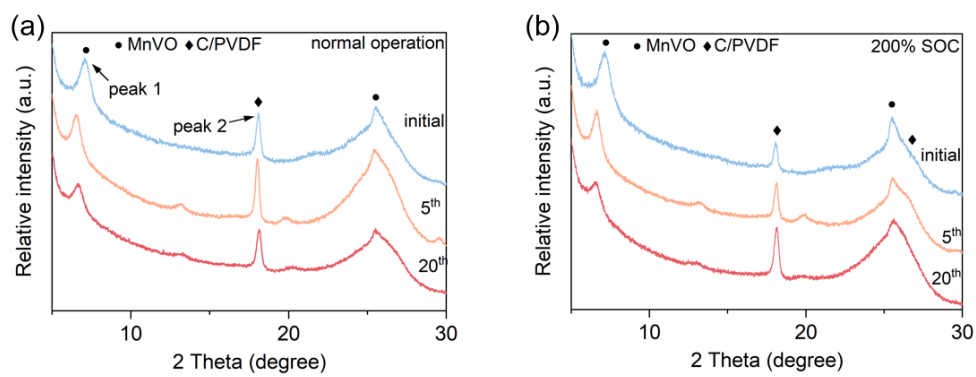 (a)
● MnVO ◆ C/PVDF normal operation
peak 1
peak 2
initial
5th
20th
Relative intensity (a.u.)
10 20 30
2 Theta (degree)
(b)
● MnVO ◆ C/PVDF 200% SOC
initial
5th
20th
Relative intensity (a.u.)
10 20 30
2 Theta (degree)